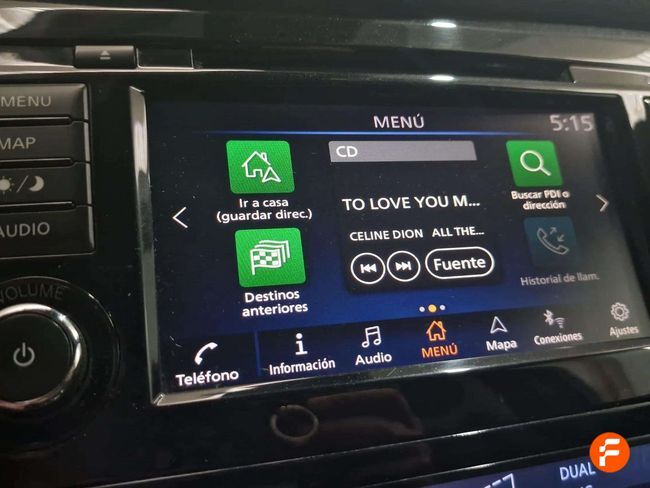 MENU
MAP
AUDIO
VOLUME
MENÚ
5:15
CD
Ir a casa
(guardar direc.)
TO LOVE YOU M...
CELINE DION ALL THE...
Fuente
Buscar PDI o
dirección
Destinos
anteriores
Historial de llam.
Teléfono
Información
Audio
MENÚ
Mapa
Conexiones
Ajustes
DUAL